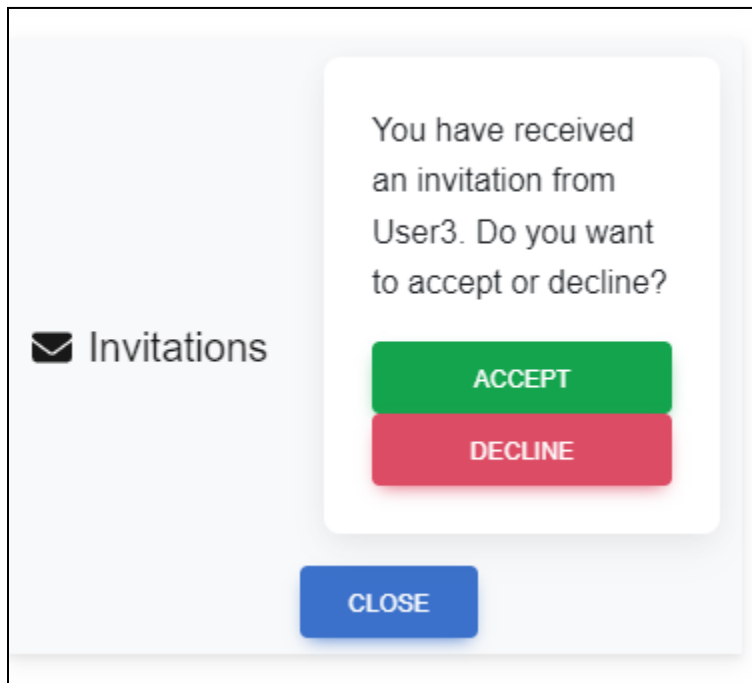 You have received
an invitation from
User3. Do you want
to accept or decline?
Invitations
ACCEPT
DECLINE
CLOSE